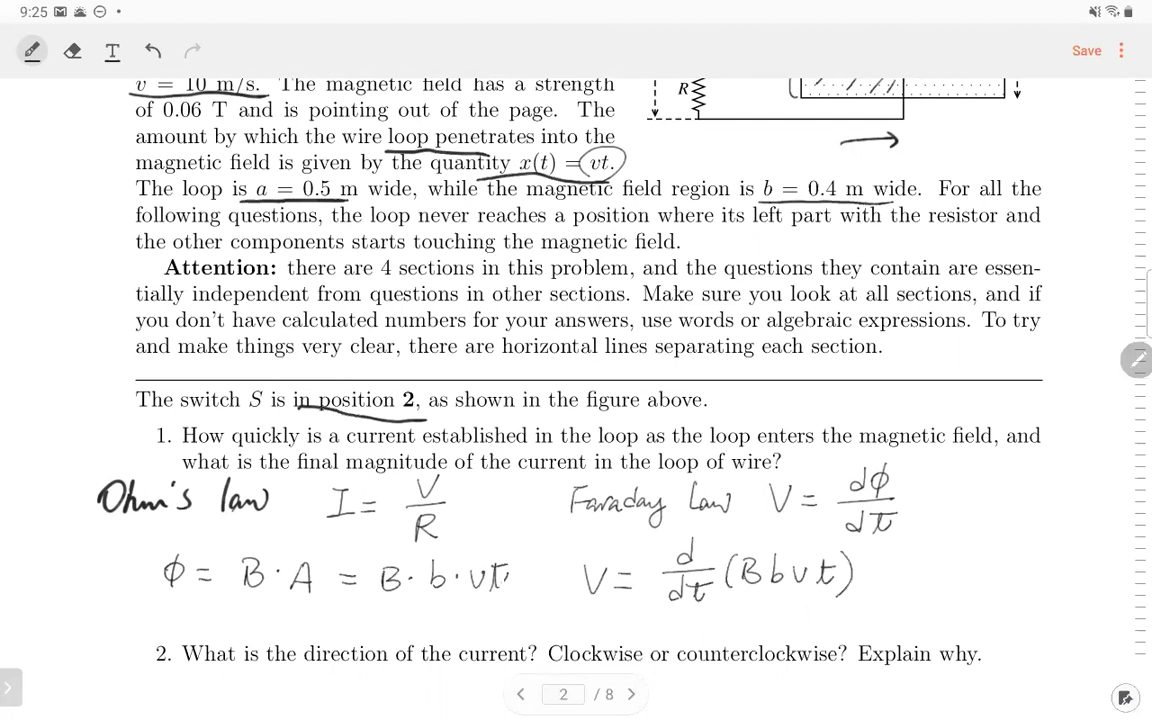 9:25
Save
v = 10 m/s. The magnetic field has a strength
of 0.06 T and is pointing out of the page. The
R
amount by which the wire loop penetrates into the
magnetic field is given by the quantity x(t) = vt.
The loop is a = 0.5 m wide, while the magnetic field region is b = 0.4 m wide. For all the
following questions, the loop never reaches a position where its left part with the resistor and
the other components starts touching the magnetic field.
Attention: there are 4 sections in this problem, and the questions they contain are essen-
tially independent from questions in other sections. Make sure you look at all sections, and if
you don't have calculated numbers for your answers, use words or algebraic expressions. To try
and make things very clear, there are horizontal lines separating each section.
The switch S is in position 2, as shown in the figure above.
1. How quickly is a current established in the loop as the loop enters the magnetic field, and
what is the final magnitude of the current in the loop of wire?
Ohm's law I = V/R Faraday Law V = dϕ/dt
ϕ = B · A = B · b · vt V = d/dt (B b v t)
2. What is the direction of the current? Clockwise or counterclockwise? Explain why.
2 / 8